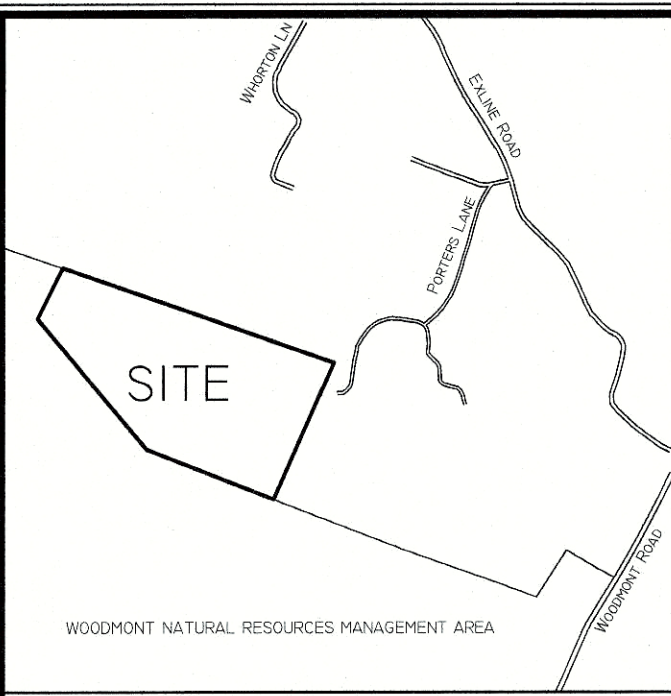 WHORTON LN
EXLINE ROAD
PORTERS LANE
SITE
WOODMONT ROAD
WOODMONT NATURAL RESOURCES MANAGEMENT AREA